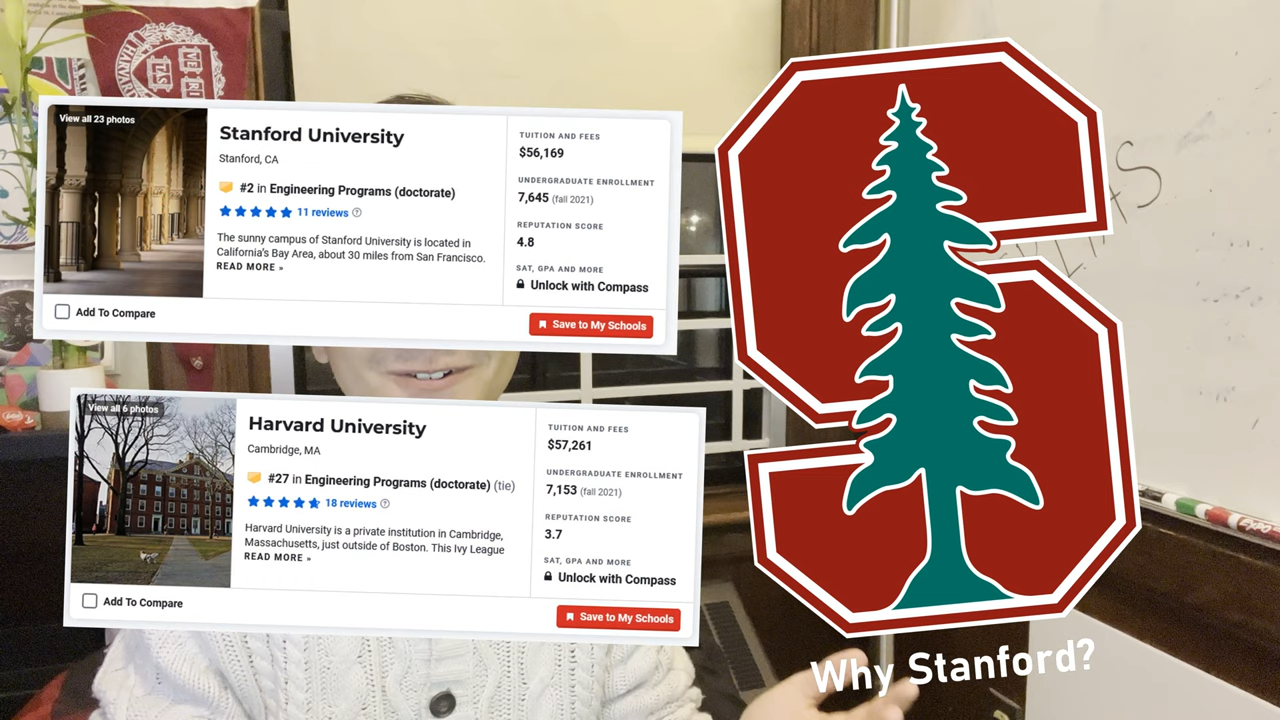 HARVARD
VE RI TAS
View all 23 photos
Stanford University
Stanford, CA
#2 in Engineering Programs (doctorate)
11 reviews
The sunny campus of Stanford University is located in
California's Bay Area, about 30 miles from San Francisco.
READ MORE »
TUITION AND FEES
$56,169
UNDERGRADUATE ENROLLMENT
7,645 (fall 2021)
REPUTATION SCORE
4.8
SAT, GPA AND MORE
Unlock with Compass
Add To Compare
Save to My Schools
View all 6 photos
Harvard University
Cambridge, MA
#27 in Engineering Programs (doctorate) (tie)
18 reviews
Harvard University is a private institution in Cambridge,
Massachusetts, just outside of Boston. This Ivy League
READ MORE »
TUITION AND FEES
$57,261
UNDERGRADUATE ENROLLMENT
7,153 (fall 2021)
REPUTATION SCORE
3.7
SAT, GPA AND MORE
Unlock with Compass
Add To Compare
Save to My Schools
S
Why Stanford?